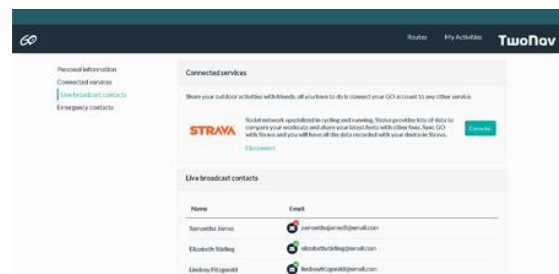 GO
Routes
My Activities
TwoNav
Personal information
Connected services
Live broadcast contacts
Emergency contacts
Connected services
Share your outdoor activities with friends, all you have to do is connect your GO account to any other service.
STRAVA
Social network specialized in cycling and running. Strava provides lots of data to
compare your workouts and share your latest feats with other fans. Sync GO
with Strava and you will have all the data recorded with your device in Strava.
Disconnect
Live broadcast contacts
Name
Email
Samantha James
Elizabeth Stirling
Lindsey Fitzgerald